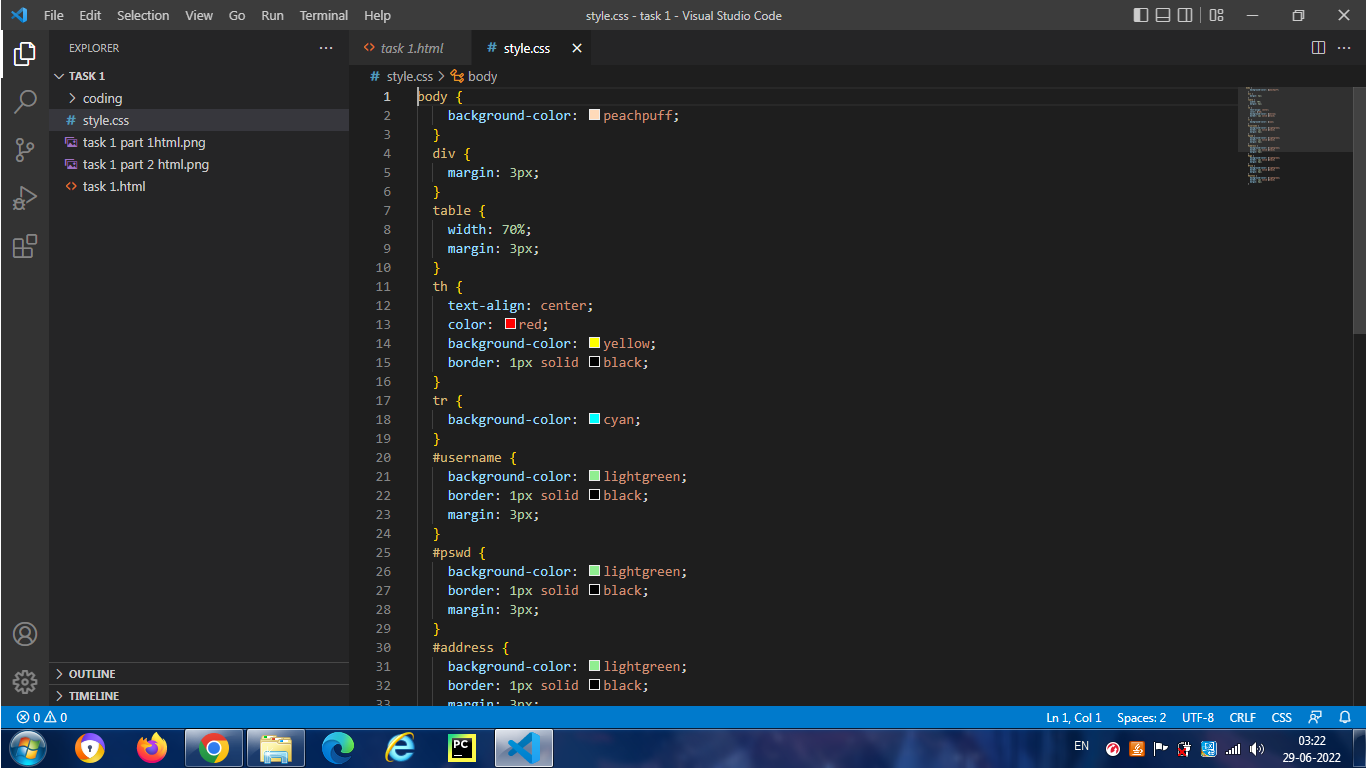 File Edit Selection View Go Run Terminal Help
style.css - task 1 - Visual Studio Code
EXPLORER
TASK 1
coding
# style.css
task 1 part 1html.png
task 1 part 2 html.png
<> task 1.html
OUTLINE
TIMELINE
<> task 1.html
# style.css
# style.css > body
1 body {
2 background-color: peachpuff;
3 }
4 div {
5 margin: 3px;
6 }
7 table {
8 width: 70%;
9 margin: 3px;
10 }
11 th {
12 text-align: center;
13 color: red;
14 background-color: yellow;
15 border: 1px solid black;
16 }
17 tr {
18 background-color: cyan;
19 }
20 #username {
21 background-color: lightgreen;
22 border: 1px solid black;
23 margin: 3px;
24 }
25 #pswd {
26 background-color: lightgreen;
27 border: 1px solid black;
28 margin: 3px;
29 }
30 #address {
31 background-color: lightgreen;
32 border: 1px solid black;
33 margin: 3px;
0 0
Ln 1, Col 1 Spaces: 2 UTF-8 CRLF CSS
PC
EN
03:22
29-06-2022